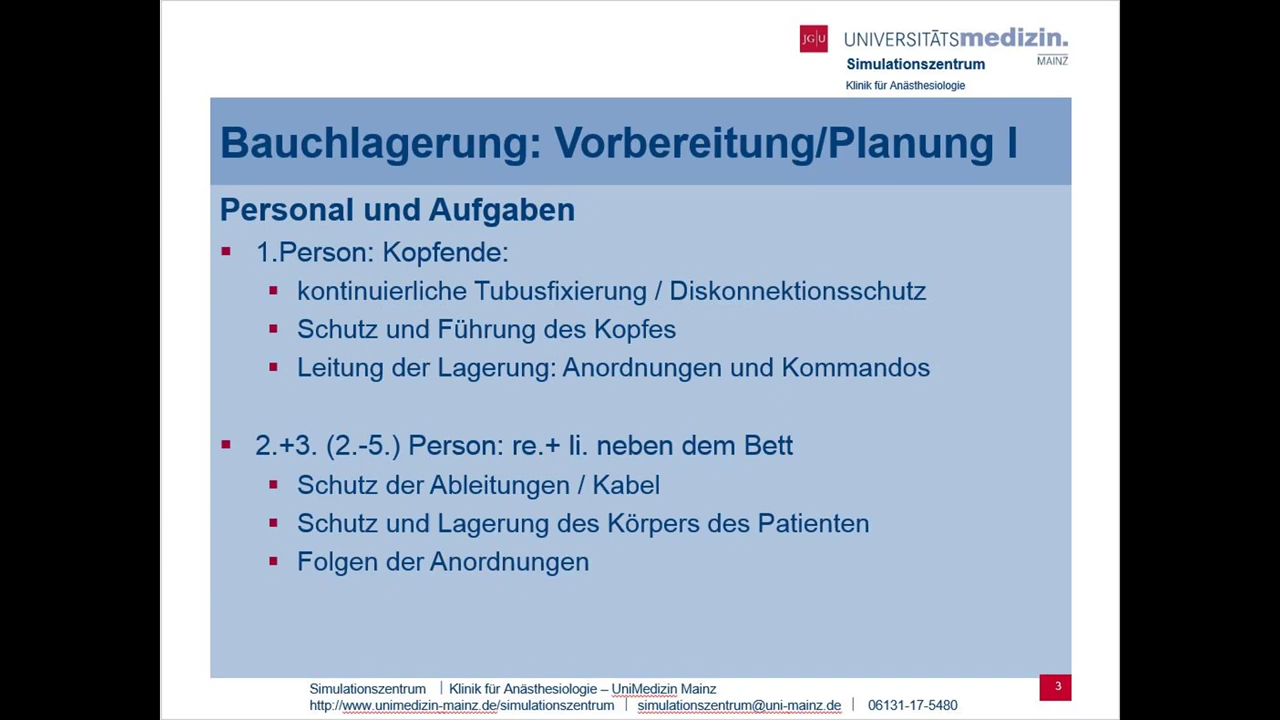 JG|U UNIVERSITÄTSmedizin.
MAINZ
Simulationszentrum
Klinik für Anästhesiologie
Bauchlagerung: Vorbereitung/Planung I
Personal und Aufgaben
1.Person: Kopfende:
kontinuierliche Tubusfixierung / Diskonnektionsschutz
Schutz und Führung des Kopfes
Leitung der Lagerung: Anordnungen und Kommandos
2.+3. (2.-5.) Person: re.+ li. neben dem Bett
Schutz der Ableitungen / Kabel
Schutz und Lagerung des Körpers des Patienten
Folgen der Anordnungen
Simulationszentrum | Klinik für Anästhesiologie – UniMedizin Mainz
http://www.unimedizin-mainz.de/simulationszentrum | simulationszentrum@uni-mainz.de | 06131-17-5480
3